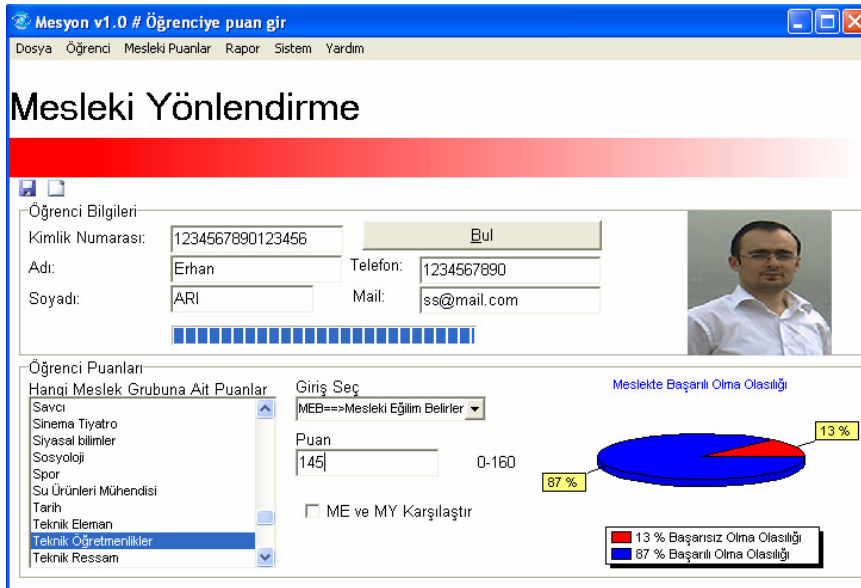 Mesyon v1.0 # Öğrenciye puan gir
Dosya Öğrenci Mesleki Puanlar Rapor Sistem Yardım
Mesleki Yönlendirme
Öğrenci Bilgileri
Kimlik Numarası: 1234567890123456 Bul
Adı: Erhan Telefon: 1234567890
Soyadı: ARI Mail: ss@mail.com
Öğrenci Puanları
Hangi Meslek Grubuna Ait Puanlar
Savcı
Sinema Tiyatro
Siyasal bilimler
Sosyoloji
Spor
Su Ürünleri Mühendisi
Tarih
Teknik Eleman
Teknik Öğretmenlikler
Teknik Ressam
Giriş Seç
MEB==>Mesleki Eğilim Belirler
Puan
145 0-160
ME ve MY Karşılaştır
Meslekte Başarılı Olma Olasılığı
13 %
87 %
13 % Başarısız Olma Olasılığı
87 % Başarılı Olma Olasılığı